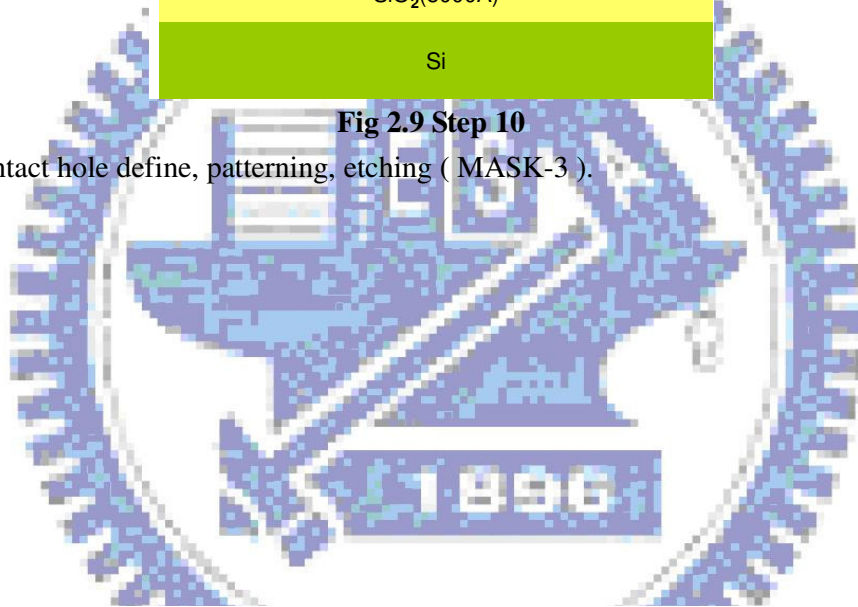 Si
Fig 2.9 Step 10
ntact hole define, patterning, etching ( MASK-3 ).
1896